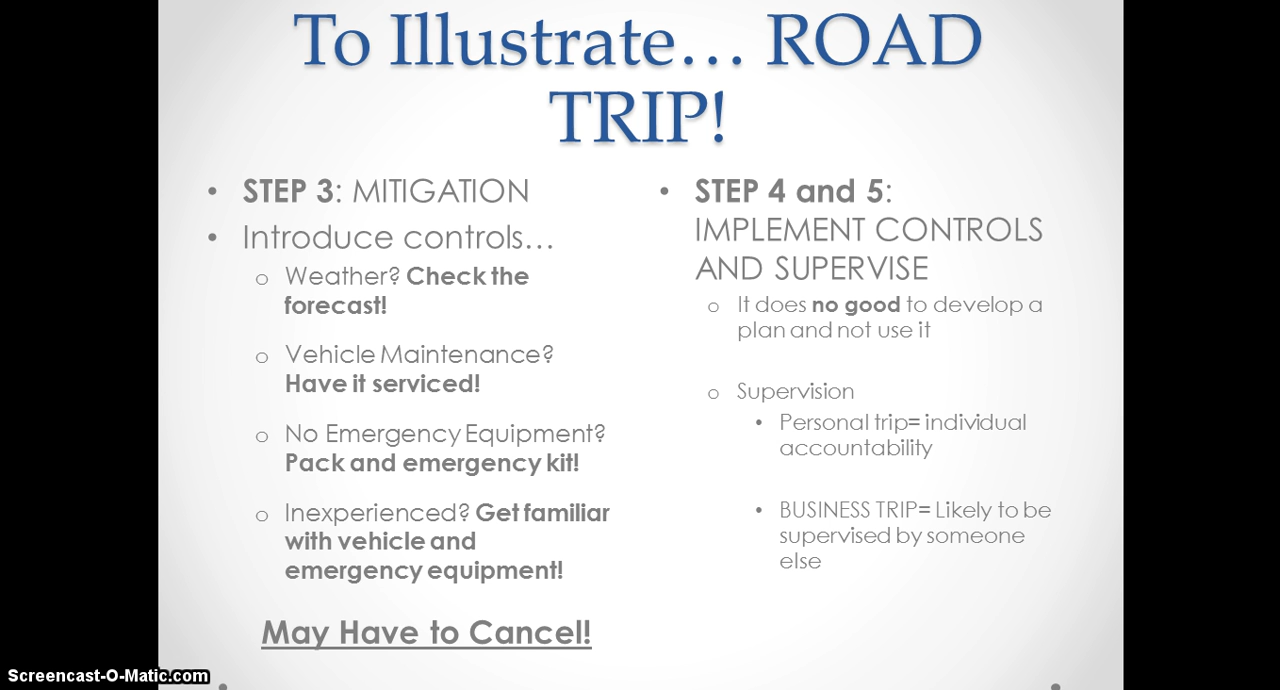 To Illustrate… ROAD
TRIP!
• STEP 3: MITIGATION
• Introduce controls…
o Weather? Check the
forecast!
o Vehicle Maintenance?
Have it serviced!
o No Emergency Equipment?
Pack and emergency kit!
o Inexperienced? Get familiar
with vehicle and
emergency equipment!
May Have to Cancel!
• STEP 4 and 5:
IMPLEMENT CONTROLS
AND SUPERVISE
o It does no good to develop a
plan and not use it
o Supervision
• Personal trip= individual
accountability
• BUSINESS TRIP= Likely to be
supervised by someone
else
Screencast-O-Matic.com